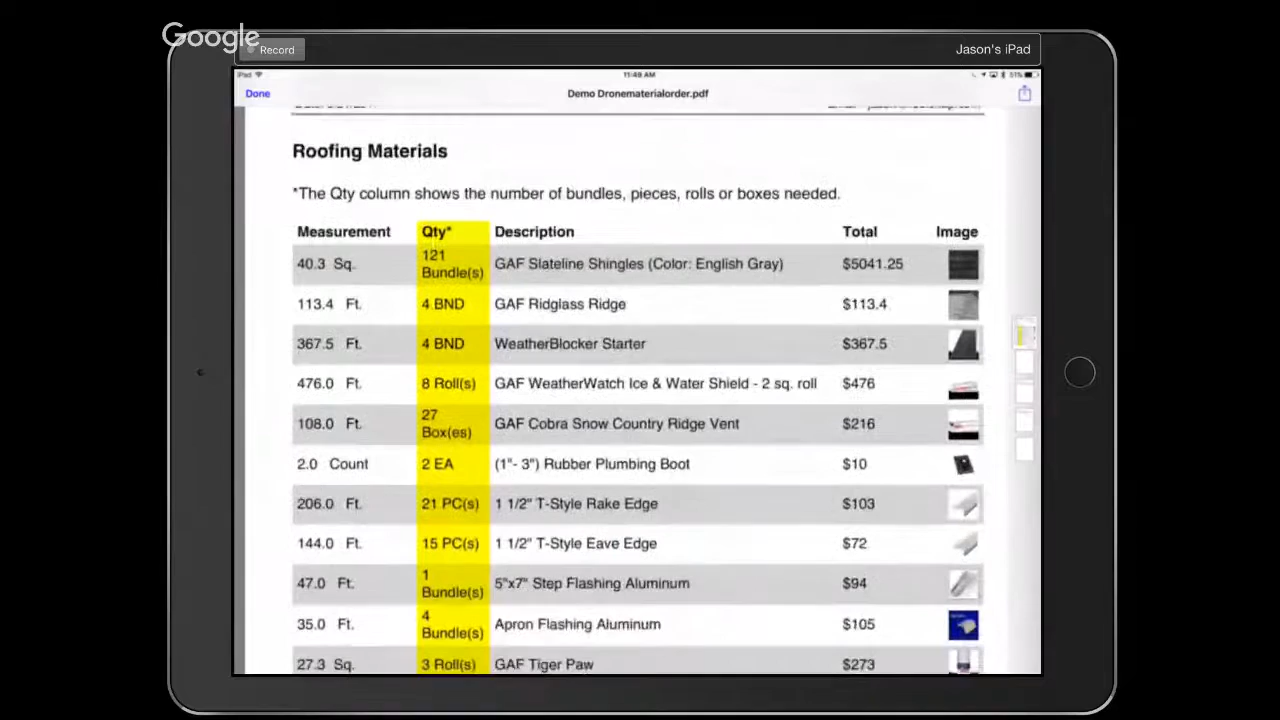 Google
Record
Jason's iPad
iPad
11:49 AM
51%
Done
Demo Dronematerialorder.pdf
Roofing Materials
*The Qty column shows the number of bundles, pieces, rolls or boxes needed.
Measurement Qty* Description Total Image
40.3 Sq. 121 Bundle(s) GAF Slateline Shingles (Color: English Gray) $5041.25
113.4 Ft. 4 BND GAF Ridglass Ridge $113.4
367.5 Ft. 4 BND WeatherBlocker Starter $367.5
476.0 Ft. 8 Roll(s) GAF WeatherWatch Ice & Water Shield - 2 sq. roll $476
108.0 Ft. 27 Box(es) GAF Cobra Snow Country Ridge Vent $216
2.0 Count 2 EA (1"- 3") Rubber Plumbing Boot $10
206.0 Ft. 21 PC(s) 1 1/2" T-Style Rake Edge $103
144.0 Ft. 15 PC(s) 1 1/2" T-Style Eave Edge $72
47.0 Ft. 1 Bundle(s) 5"x7" Step Flashing Aluminum $94
35.0 Ft. 4 Bundle(s) Apron Flashing Aluminum $105
27.3 Sq. 3 Roll(s) GAF Tiger Paw $273